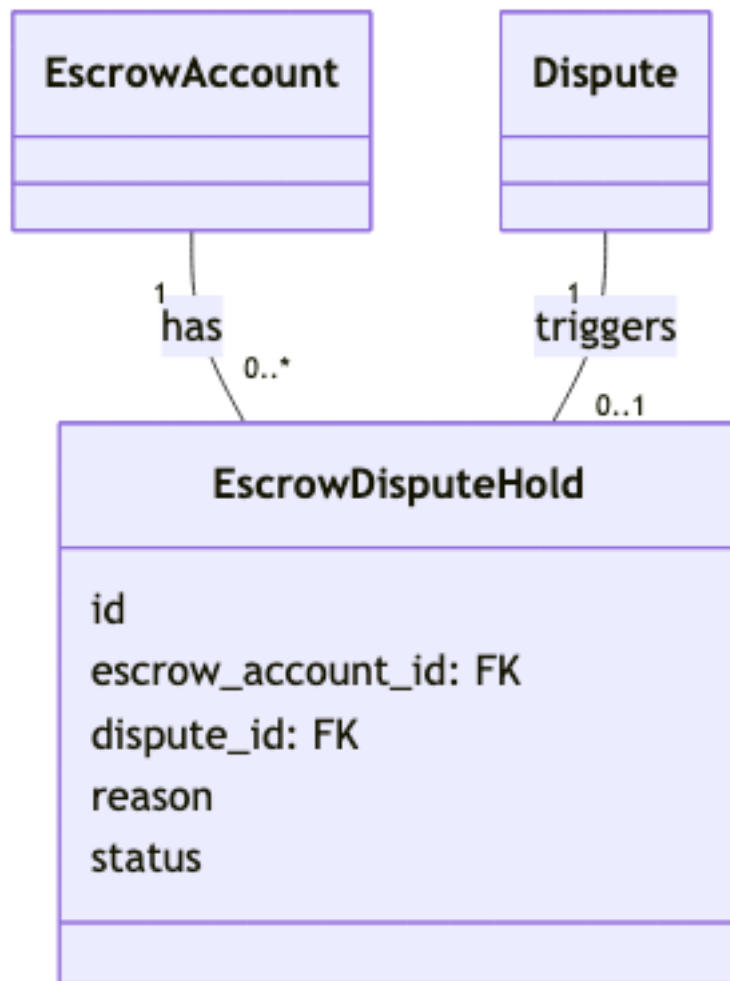 EscrowAccount
Dispute
1
has
0..*
1
triggers
0..1
EscrowDisputeHold
id
escrow_account_id: FK
dispute_id: FK
reason
status